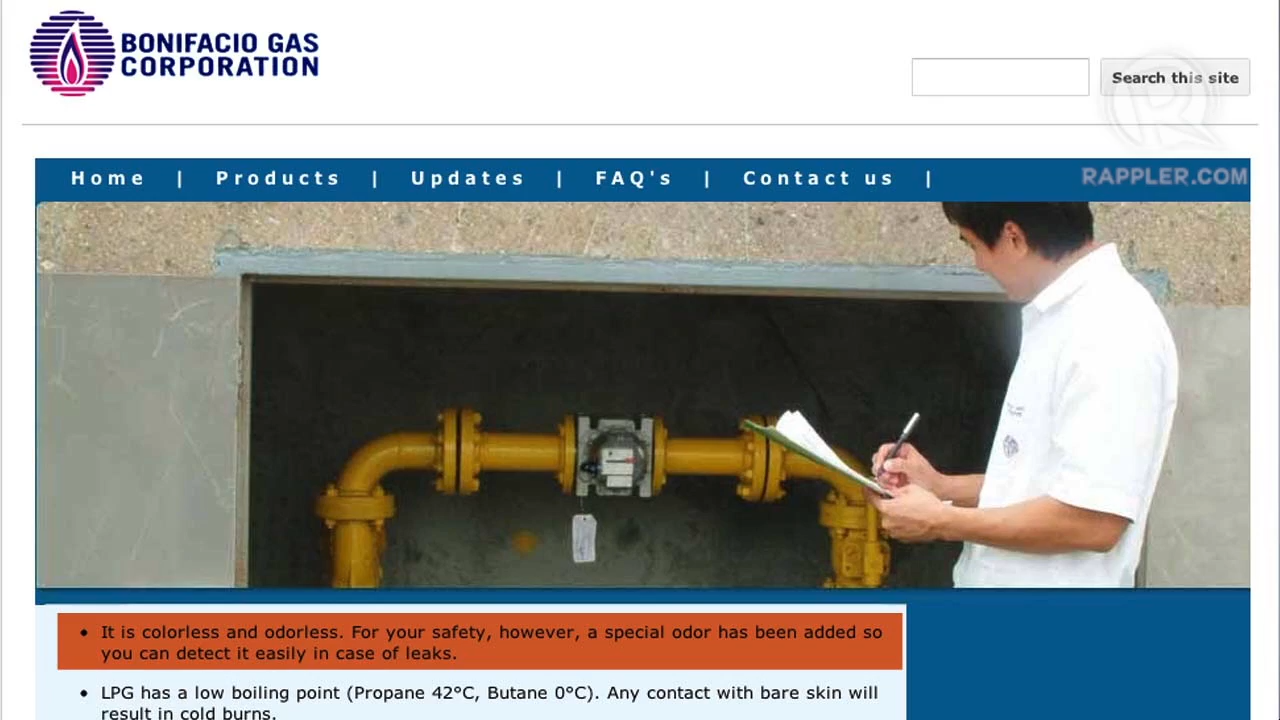 BONIFACIO GAS
CORPORATION
Search this site
Home | Products | Updates | FAQ's | Contact us |
RAPPLER.COM
• It is colorless and odorless. For your safety, however, a special odor has been added so
you can detect it easily in case of leaks.
• LPG has a low boiling point (Propane 42°C, Butane 0°C). Any contact with bare skin will
result in cold burns.